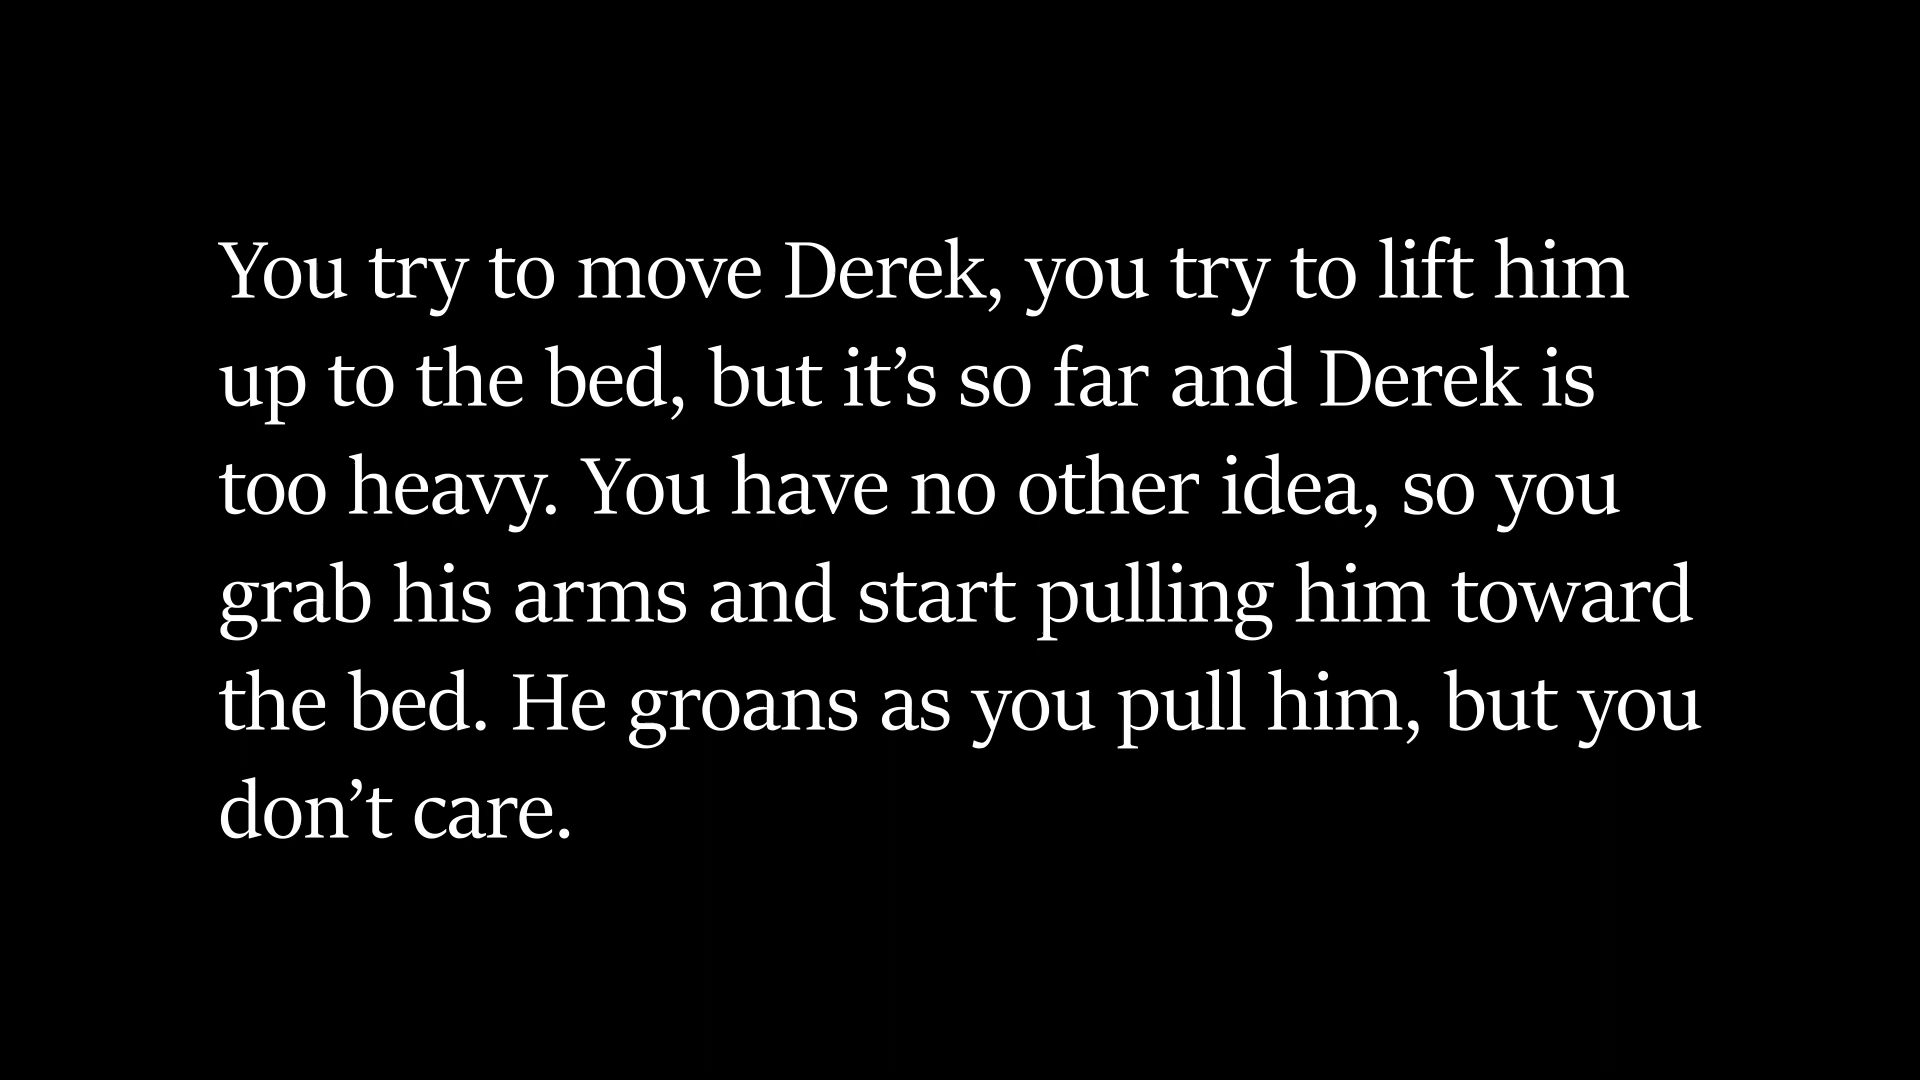 You try to move Derek, you try to lift him
up to the bed, but it’s so far and Derek is
too heavy. You have no other idea, so you
grab his arms and start pulling him toward
the bed. He groans as you pull him, but you
don’t care.